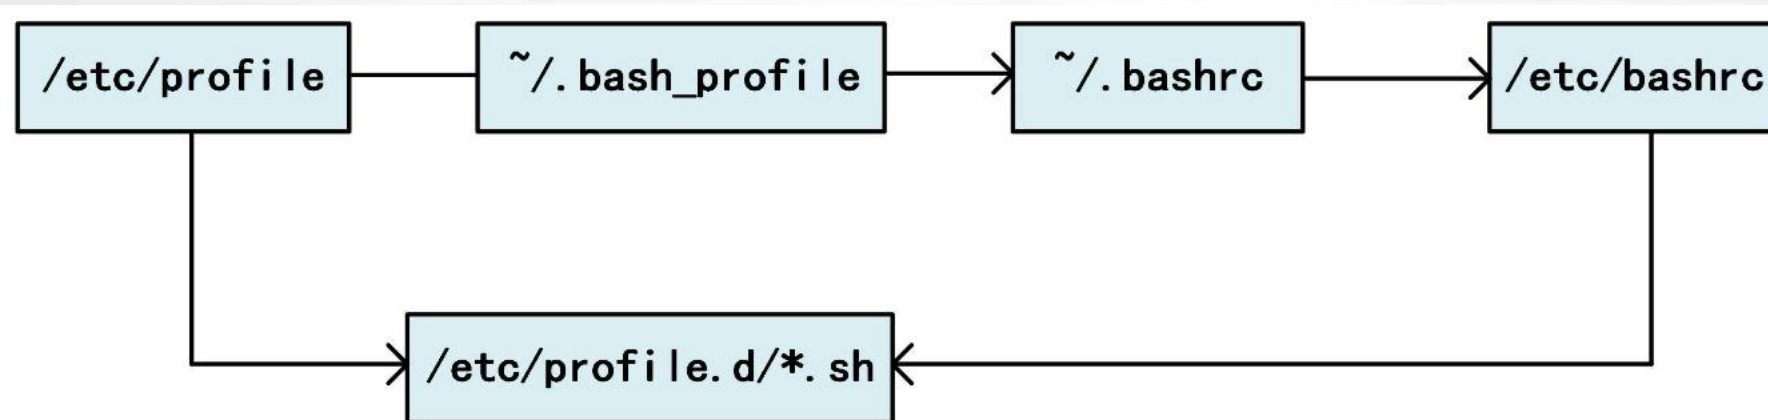 /etc/profile
~/.bash_profile
~/.bashrc
/etc/bashrc
/etc/profile.d/*.sh